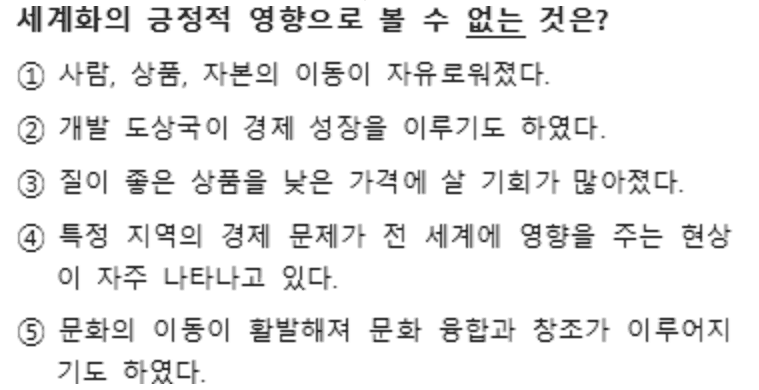 세계화의 긍정적 영향으로 볼 수 없는 것은?
① 사람, 상품, 자본의 이동이 자유로워졌다.
② 개발 도상국이 경제 성장을 이루기도 하였다.
③ 질이 좋은 상품을 낮은 가격에 살 기회가 많아졌다.
④ 특정 지역의 경제 문제가 전 세계에 영향을 주는 현상
이 자주 나타나고 있다.
⑤ 문화의 이동이 활발해져 문화 융합과 창조가 이루어지
기도 하였다.